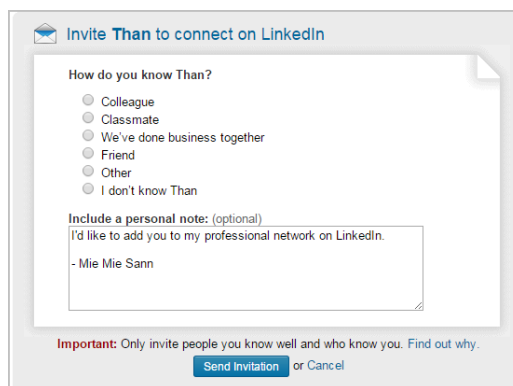 Invite Than to connect on LinkedIn
How do you know Than?
Colleague
Classmate
We've done business together
Friend
Other
I don't know Than
Include a personal note: (optional)
I'd like to add you to my professional network on LinkedIn.
- Mie Mie Sann
Important: Only invite people you know well and who know you. Find out why.
Send Invitation or Cancel